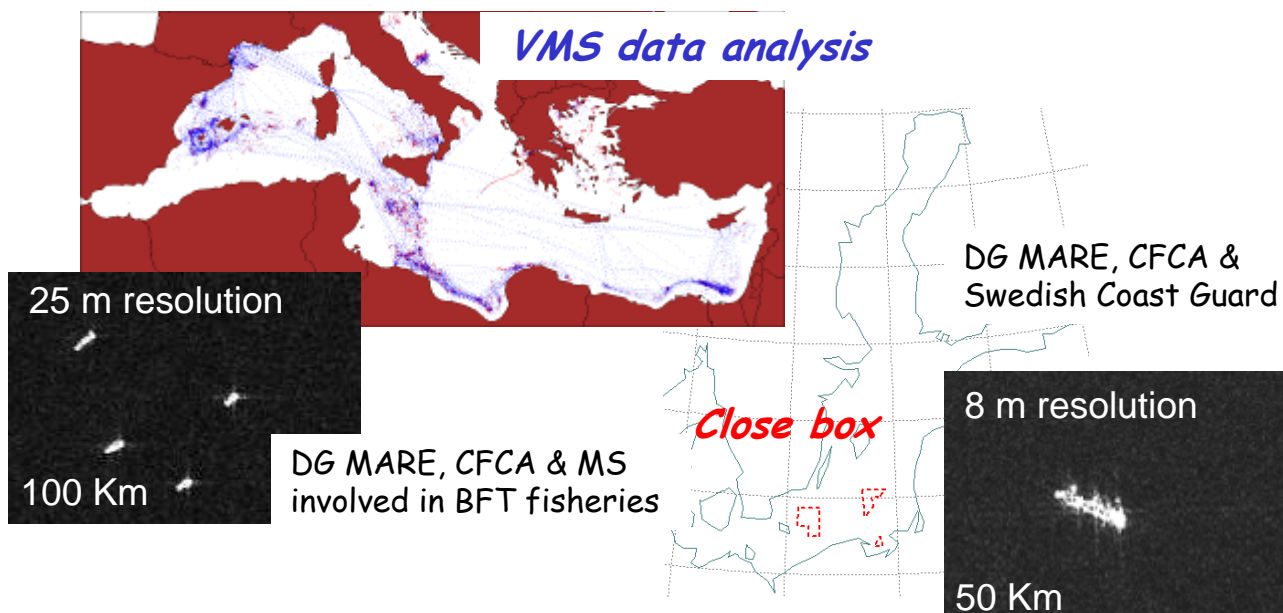 VMS data analysis
25 m resolution
100 Km
DG MARE, CFCA & MS
involved in BFT fisheries
DG MARE, CFCA &
Swedish Coast Guard
Close box
8 m resolution
50 Km